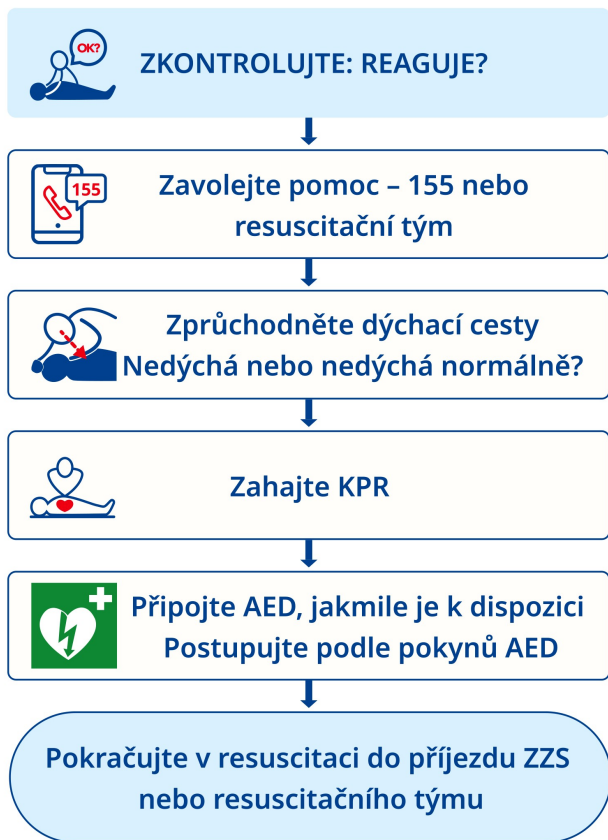 OK?
ZKONTROLUJTE: REAGUJE?
155
Zavolejte pomoc – 155 nebo
resuscitační tým
Zprůchodněte dýchací cesty
Nedýchá nebo nedýchá normálně?
Zahajte KPR
Připojte AED, jakmile je k dispozici
Postupujte podle pokynů AED
Pokračujte v resuscitaci do příjezdu ZZS
nebo resuscitačního týmu